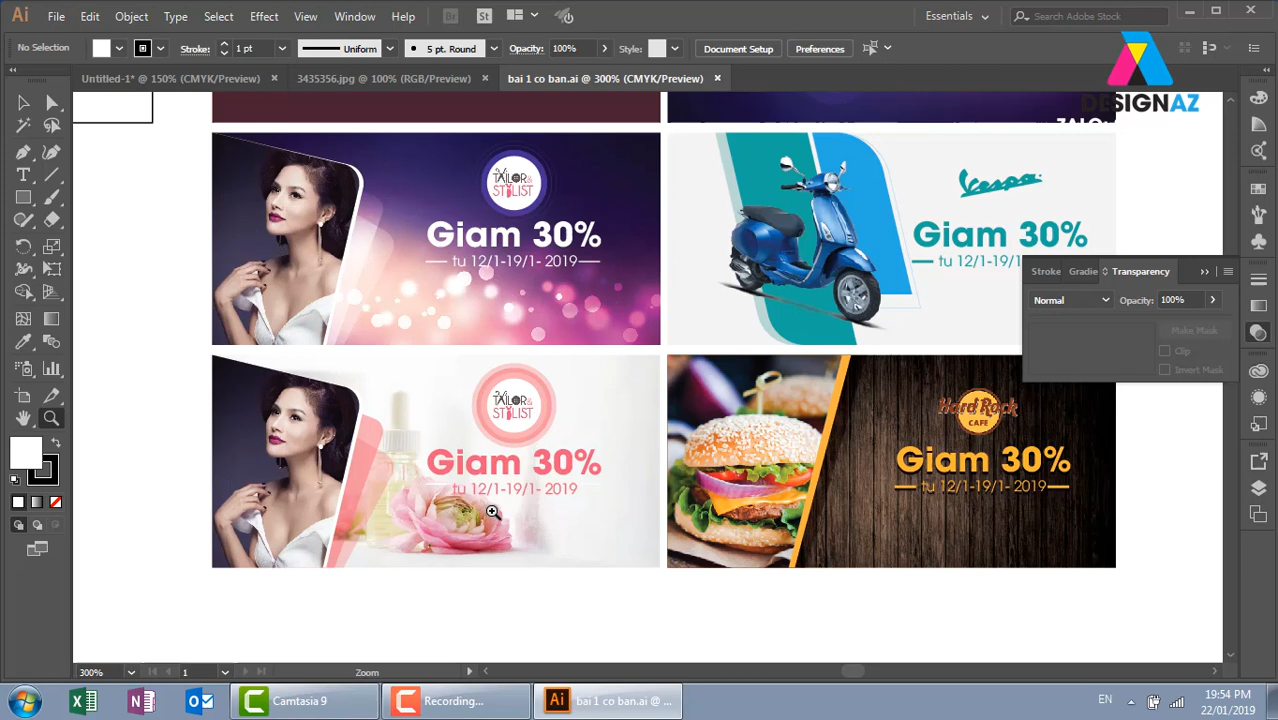 Ai File Edit Object Type Select Effect View Window Help Br St Essentials Search Adobe Stock
No Selection Stroke: 1 pt Uniform 5 pt. Round Opacity: 100% Style: Document Setup Preferences
Untitled-1* @ 150% (CMYK/Preview) × 3435356.jpg @ 100% (RGB/Preview) × bai 1 co ban.ai @ 300% (CMYK/Preview) ×
DESIGNAZ
TAILOR &
STYLIST
Giam 30%
tu 12/1-19/1- 2019
Vespa
Giam 30%
tu 12/1-19/1-
Stroke Gradie Transparency
Normal Opacity: 100%
Make Mask
Clip
Invert Mask
TAILOR &
STYLIST
Giam 30%
tu 12/1-19/1- 2019
Hard Rock
CAFE
Giam 30%
tu 12/1-19/1- 2019
300% 1 Zoom
Camtasia 9 Recording... Ai bai 1 co ban.ai @ ...
EN 19:54 PM
22/01/2019